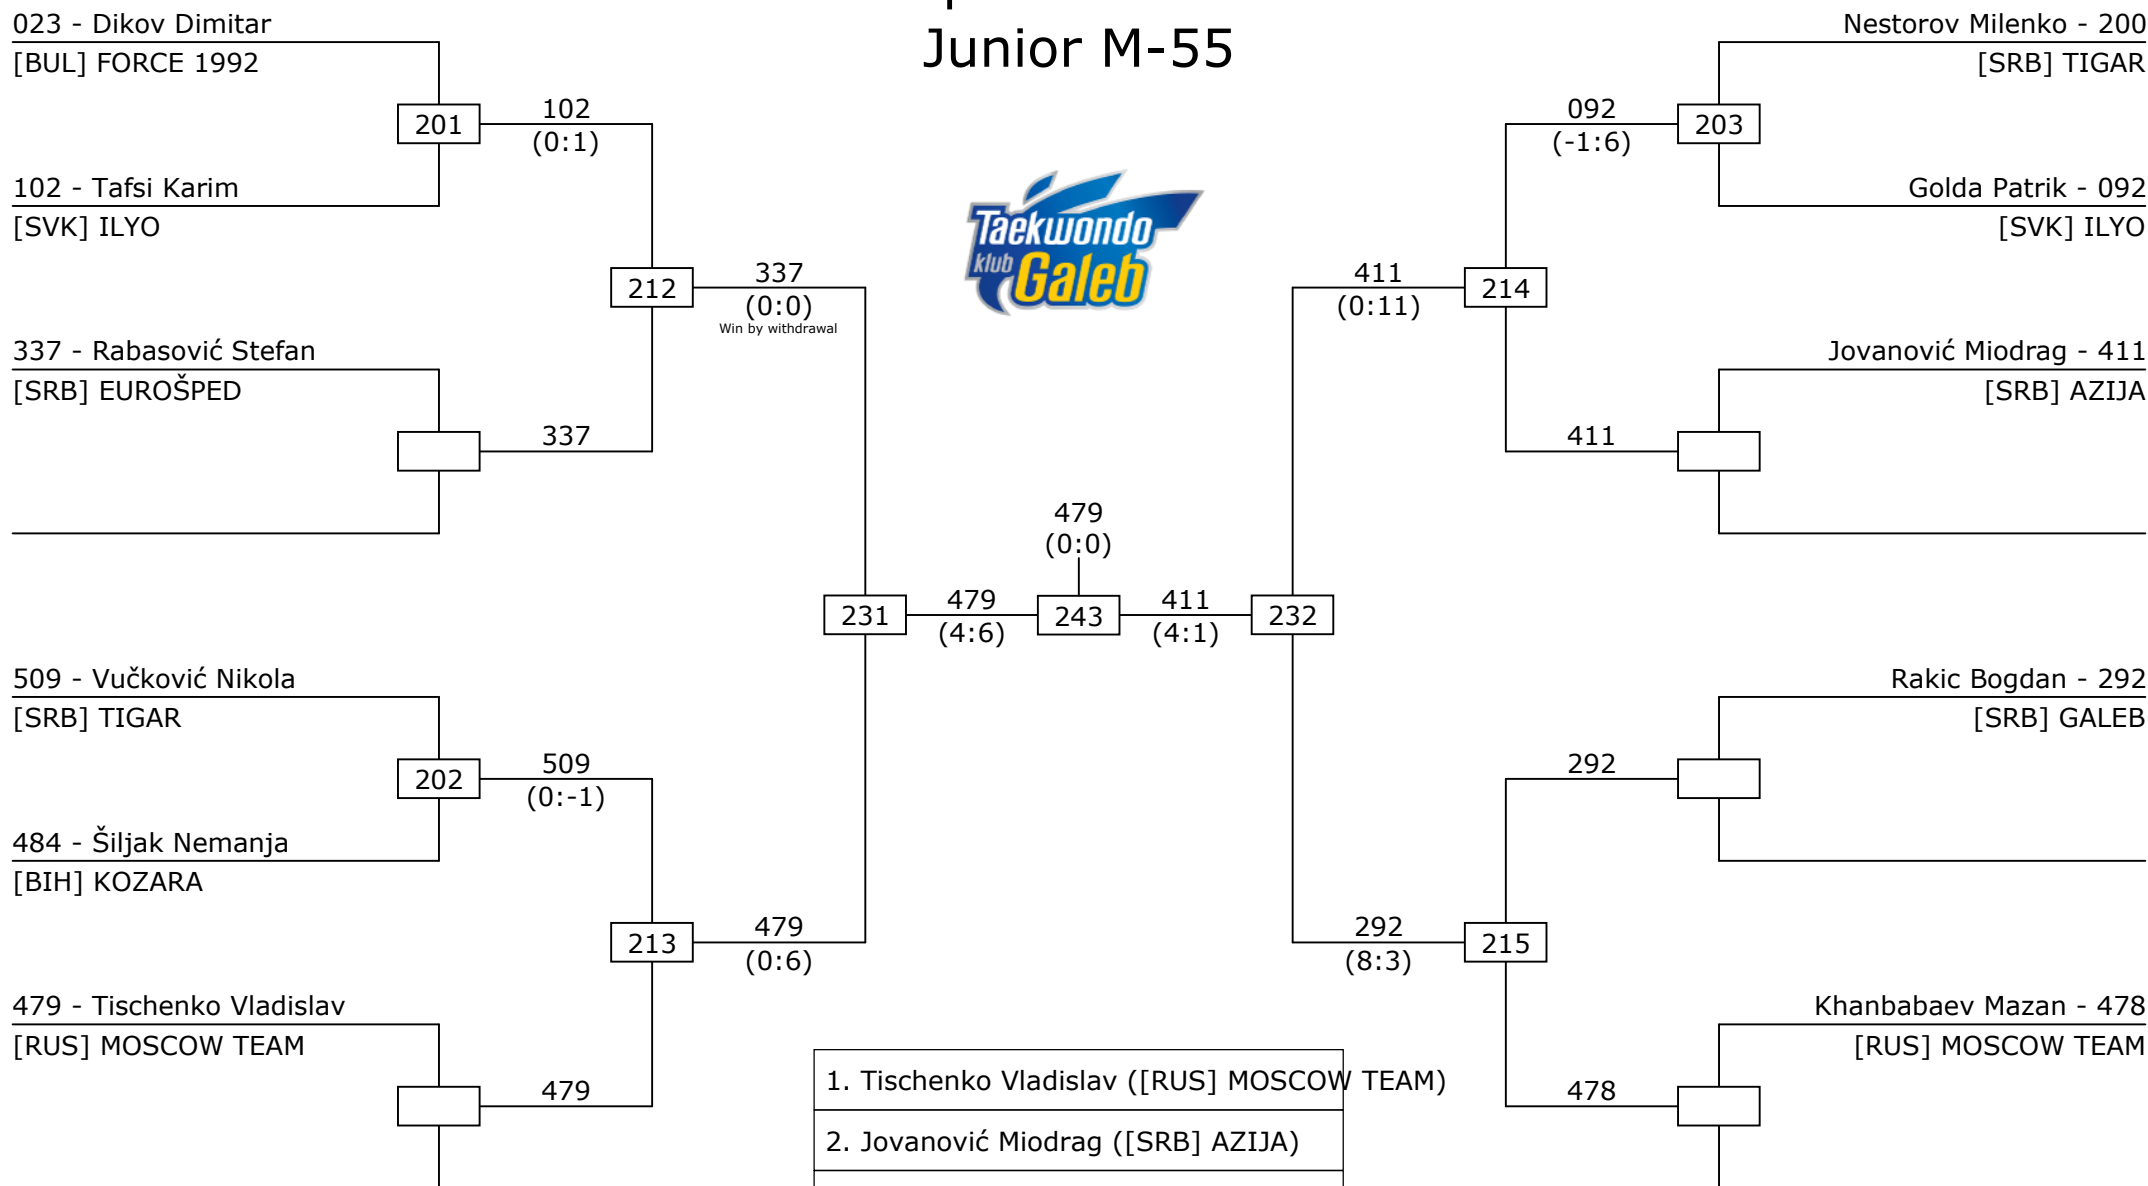 Junior M-55
023 - Dikov Dimitar
[BUL] FORCE 1992
201
102
(0:1)
102 - Tafsi Karim
[SVK] ILYO
212
337
(0:0)
Win by withdrawal
337 - Rabasović Stefan
[SRB] EUROŠPED
337
509 - Vučković Nikola
[SRB] TIGAR
202
509
(0:-1)
484 - Šiljak Nemanja
[BIH] KOZARA
213
479
(0:6)
479 - Tischenko Vladislav
[RUS] MOSCOW TEAM
479
Taekwondo
klub Galeb
231
479
(4:6)
479
(0:0)
243
411
(4:1)
232
Nestorov Milenko - 200
[SRB] TIGAR
092
(-1:6)
203
Golda Patrik - 092
[SVK] ILYO
411
(0:11)
214
Jovanović Miodrag - 411
[SRB] AZIJA
411
Rakic Bogdan - 292
[SRB] GALEB
292
292
(8:3)
215
Khanbabaev Mazan - 478
[RUS] MOSCOW TEAM
478
1. Tischenko Vladislav ([RUS] MOSCOW TEAM)
2. Jovanović Miodrag ([SRB] AZIJA)